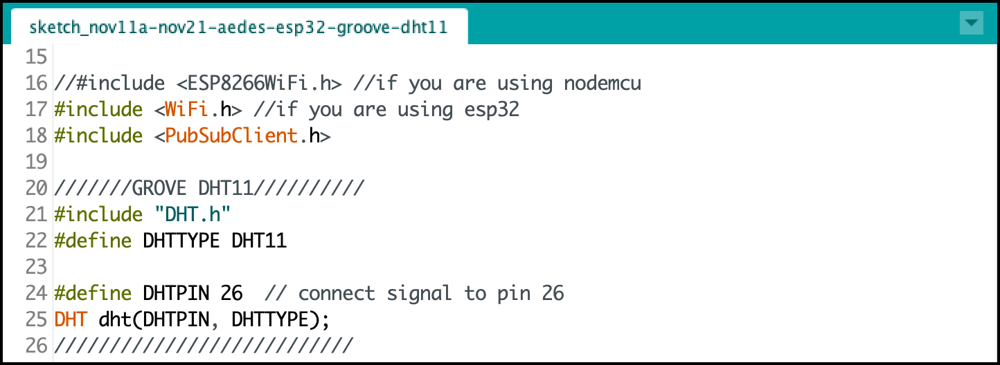 sketch_nov11a-nov21-aedes-esp32-groove-dht11
15
16 //#include <ESP8266WiFi.h> //if you are using nodemcu
17 #include <WiFi.h> //if you are using esp32
18 #include <PubSubClient.h>
19
20 ///////GROVE DHT11//////////
21 #include "DHT.h"
22 #define DHTTYPE DHT11
23
24 #define DHTPIN 26  // connect signal to pin 26
25 DHT dht(DHTPIN, DHTTYPE);
26 ///////////////////////////